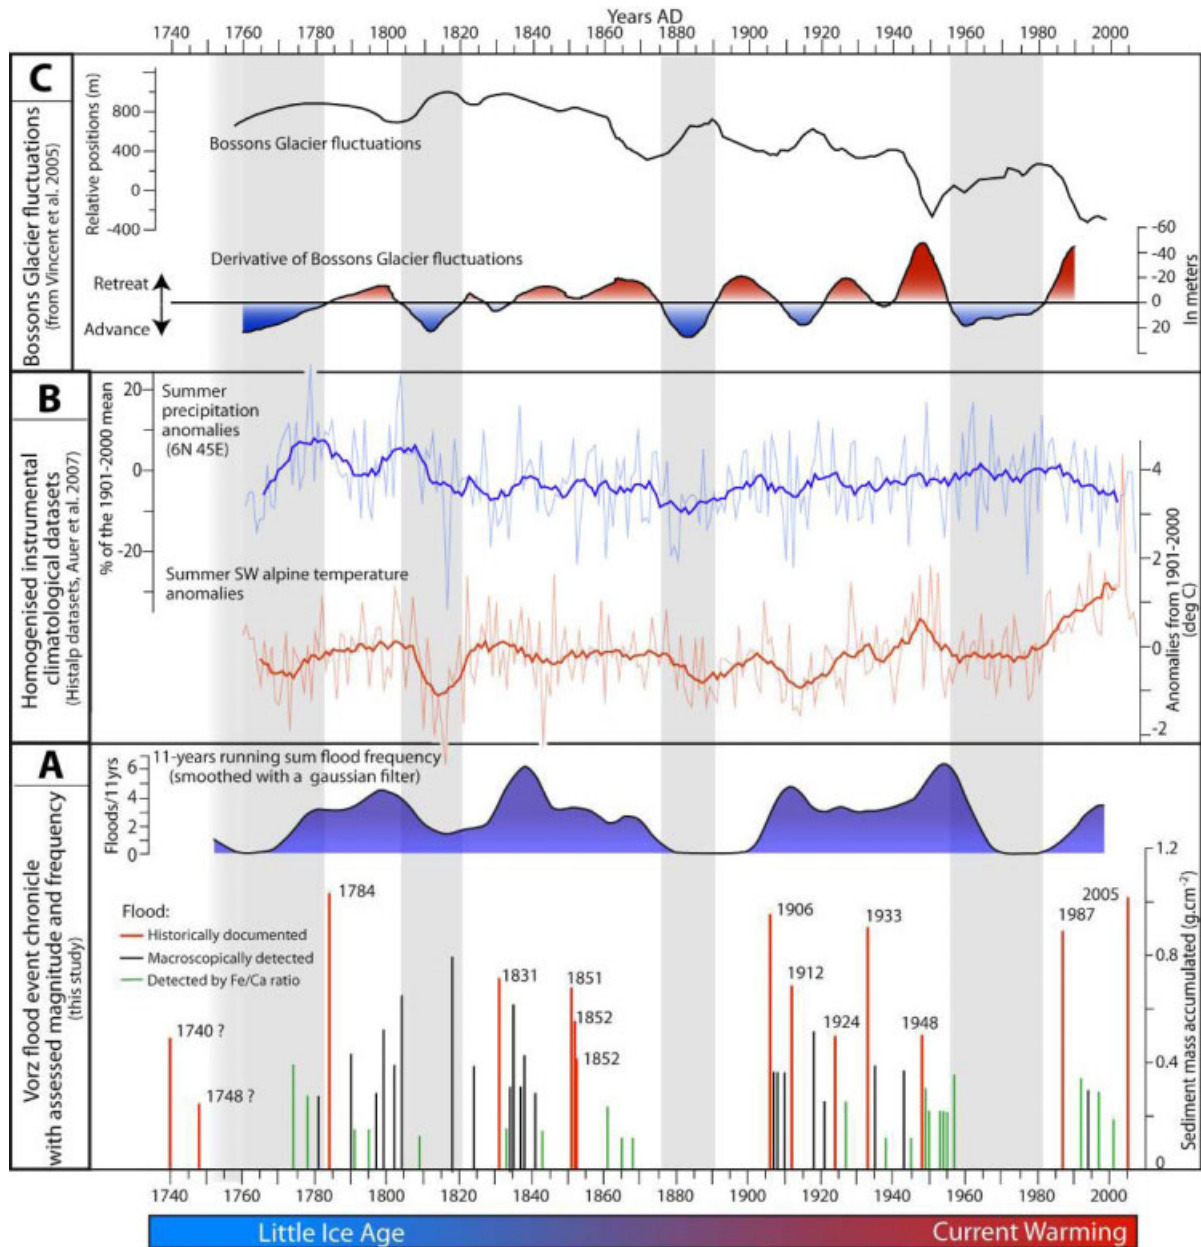 Years AD
1740 1760 1780 1800 1820 1840 1860 1880 1900 1920 1940 1960 1980 2000
C
Bossons Glacier fluctuations
(from Vincent et al. 2005)
Relative positions (m)
800
400
0
-400
Bossons Glacier fluctuations
Derivative of Bossons Glacier fluctuations
Retreat
Advance
-60
-40
-20
0
20
In meters
B
Homogenised instrumental
climatological datasets
(Histalp datasets, Auer et al. 2007)
% of the 1901-2000 mean
20
0
-20
Summer
precipitation
anomalies
(6N 45E)
Summer SW alpine temperature
anomalies
4
2
0
-2
Anomalies from 1901-2000
(deg C)
A
Vorz flood event chronicle
with assessed magnitude and frequency
(this study)
Floods/11yrs
6
4
2
0
11-years running sum flood frequency
(smoothed with a gaussian filter)
Flood:
Historically documented
Macroscopically detected
Detected by Fe/Ca ratio
1740 ?
1748 ?
1784
1831
1851
1852
1852
1906
1912
1924
1933
1948
1987
2005
1.2
0.8
0.4
0
Sediment mass accumulated (g.cm-2)
1740 1760 1780 1800 1820 1840 1860 1880 1900 1920 1940 1960 1980 2000
Little Ice Age
Current Warming